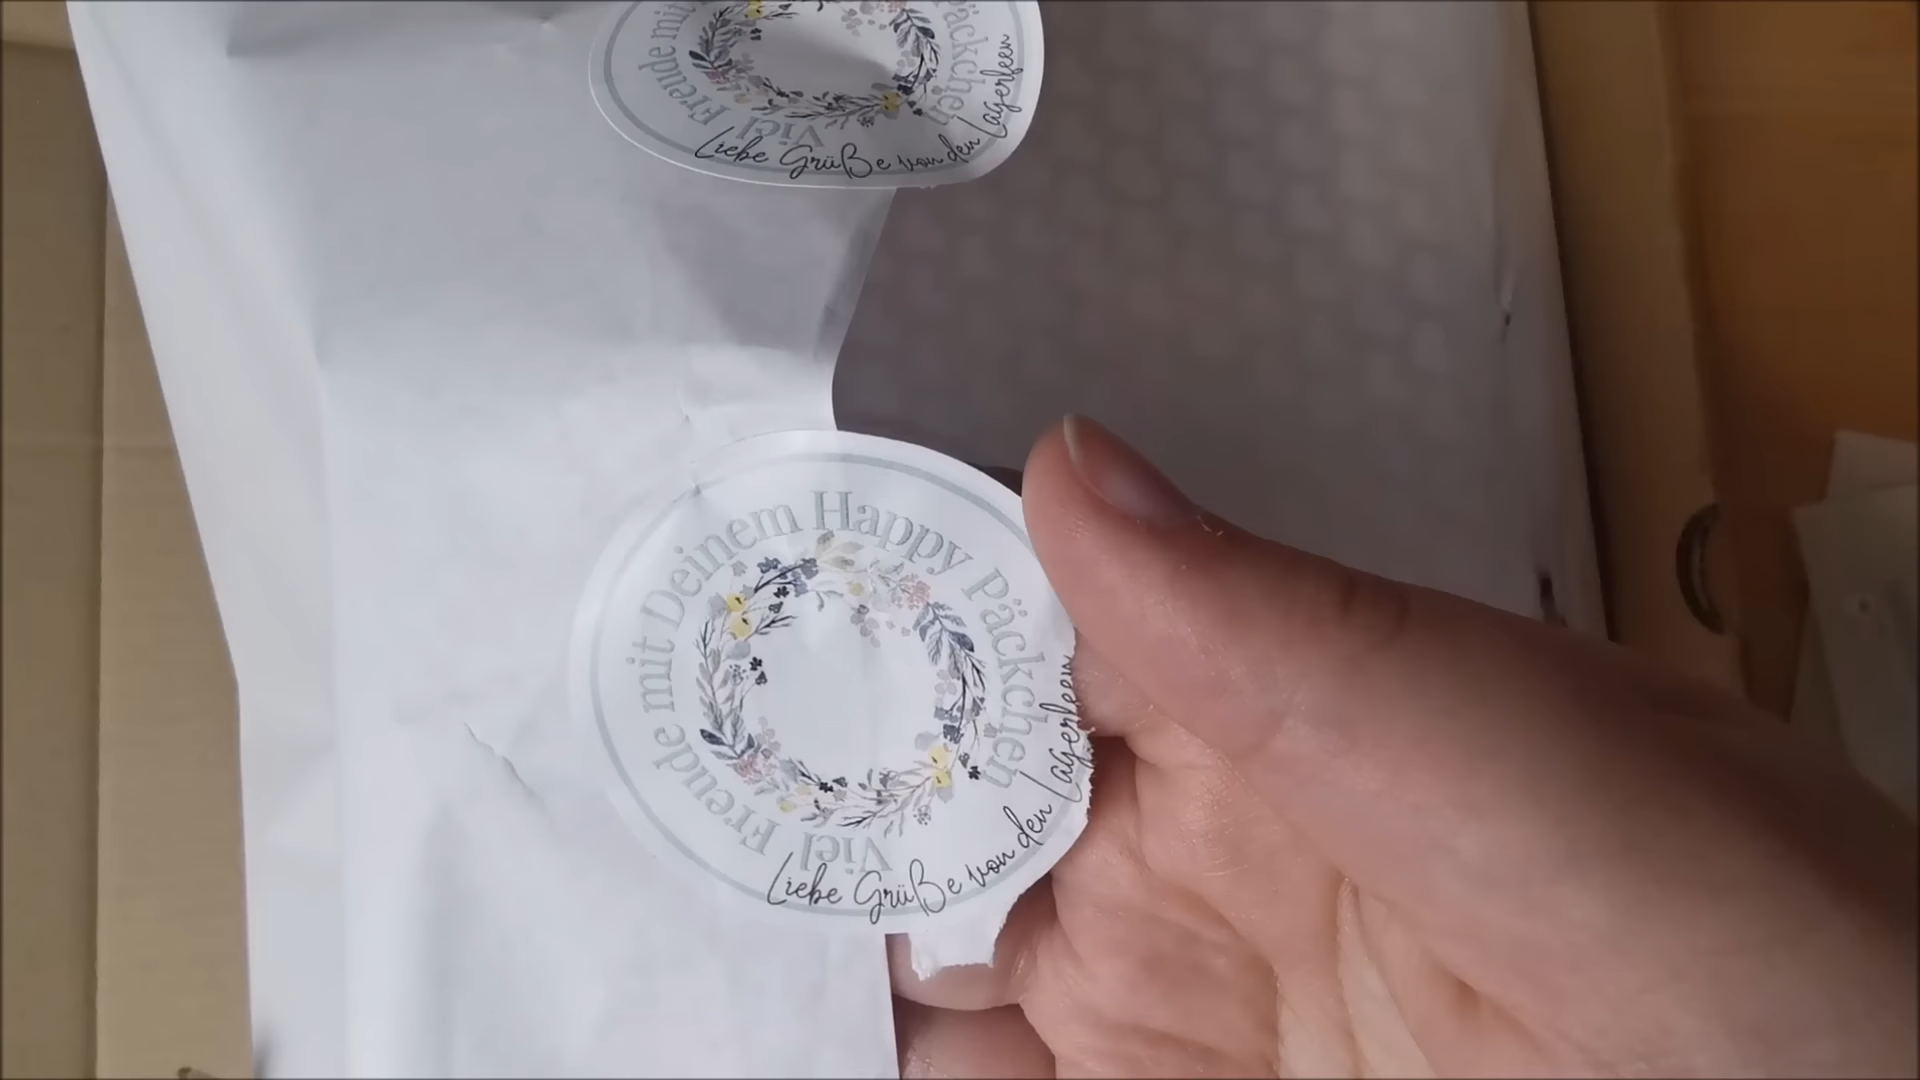 Viel Freude mit
Päckchen
Liebe Grüße von den Lagerfeen
Viel Freude mit Deinem Happy Päckchen
Liebe Grüße von den Lagerfeen